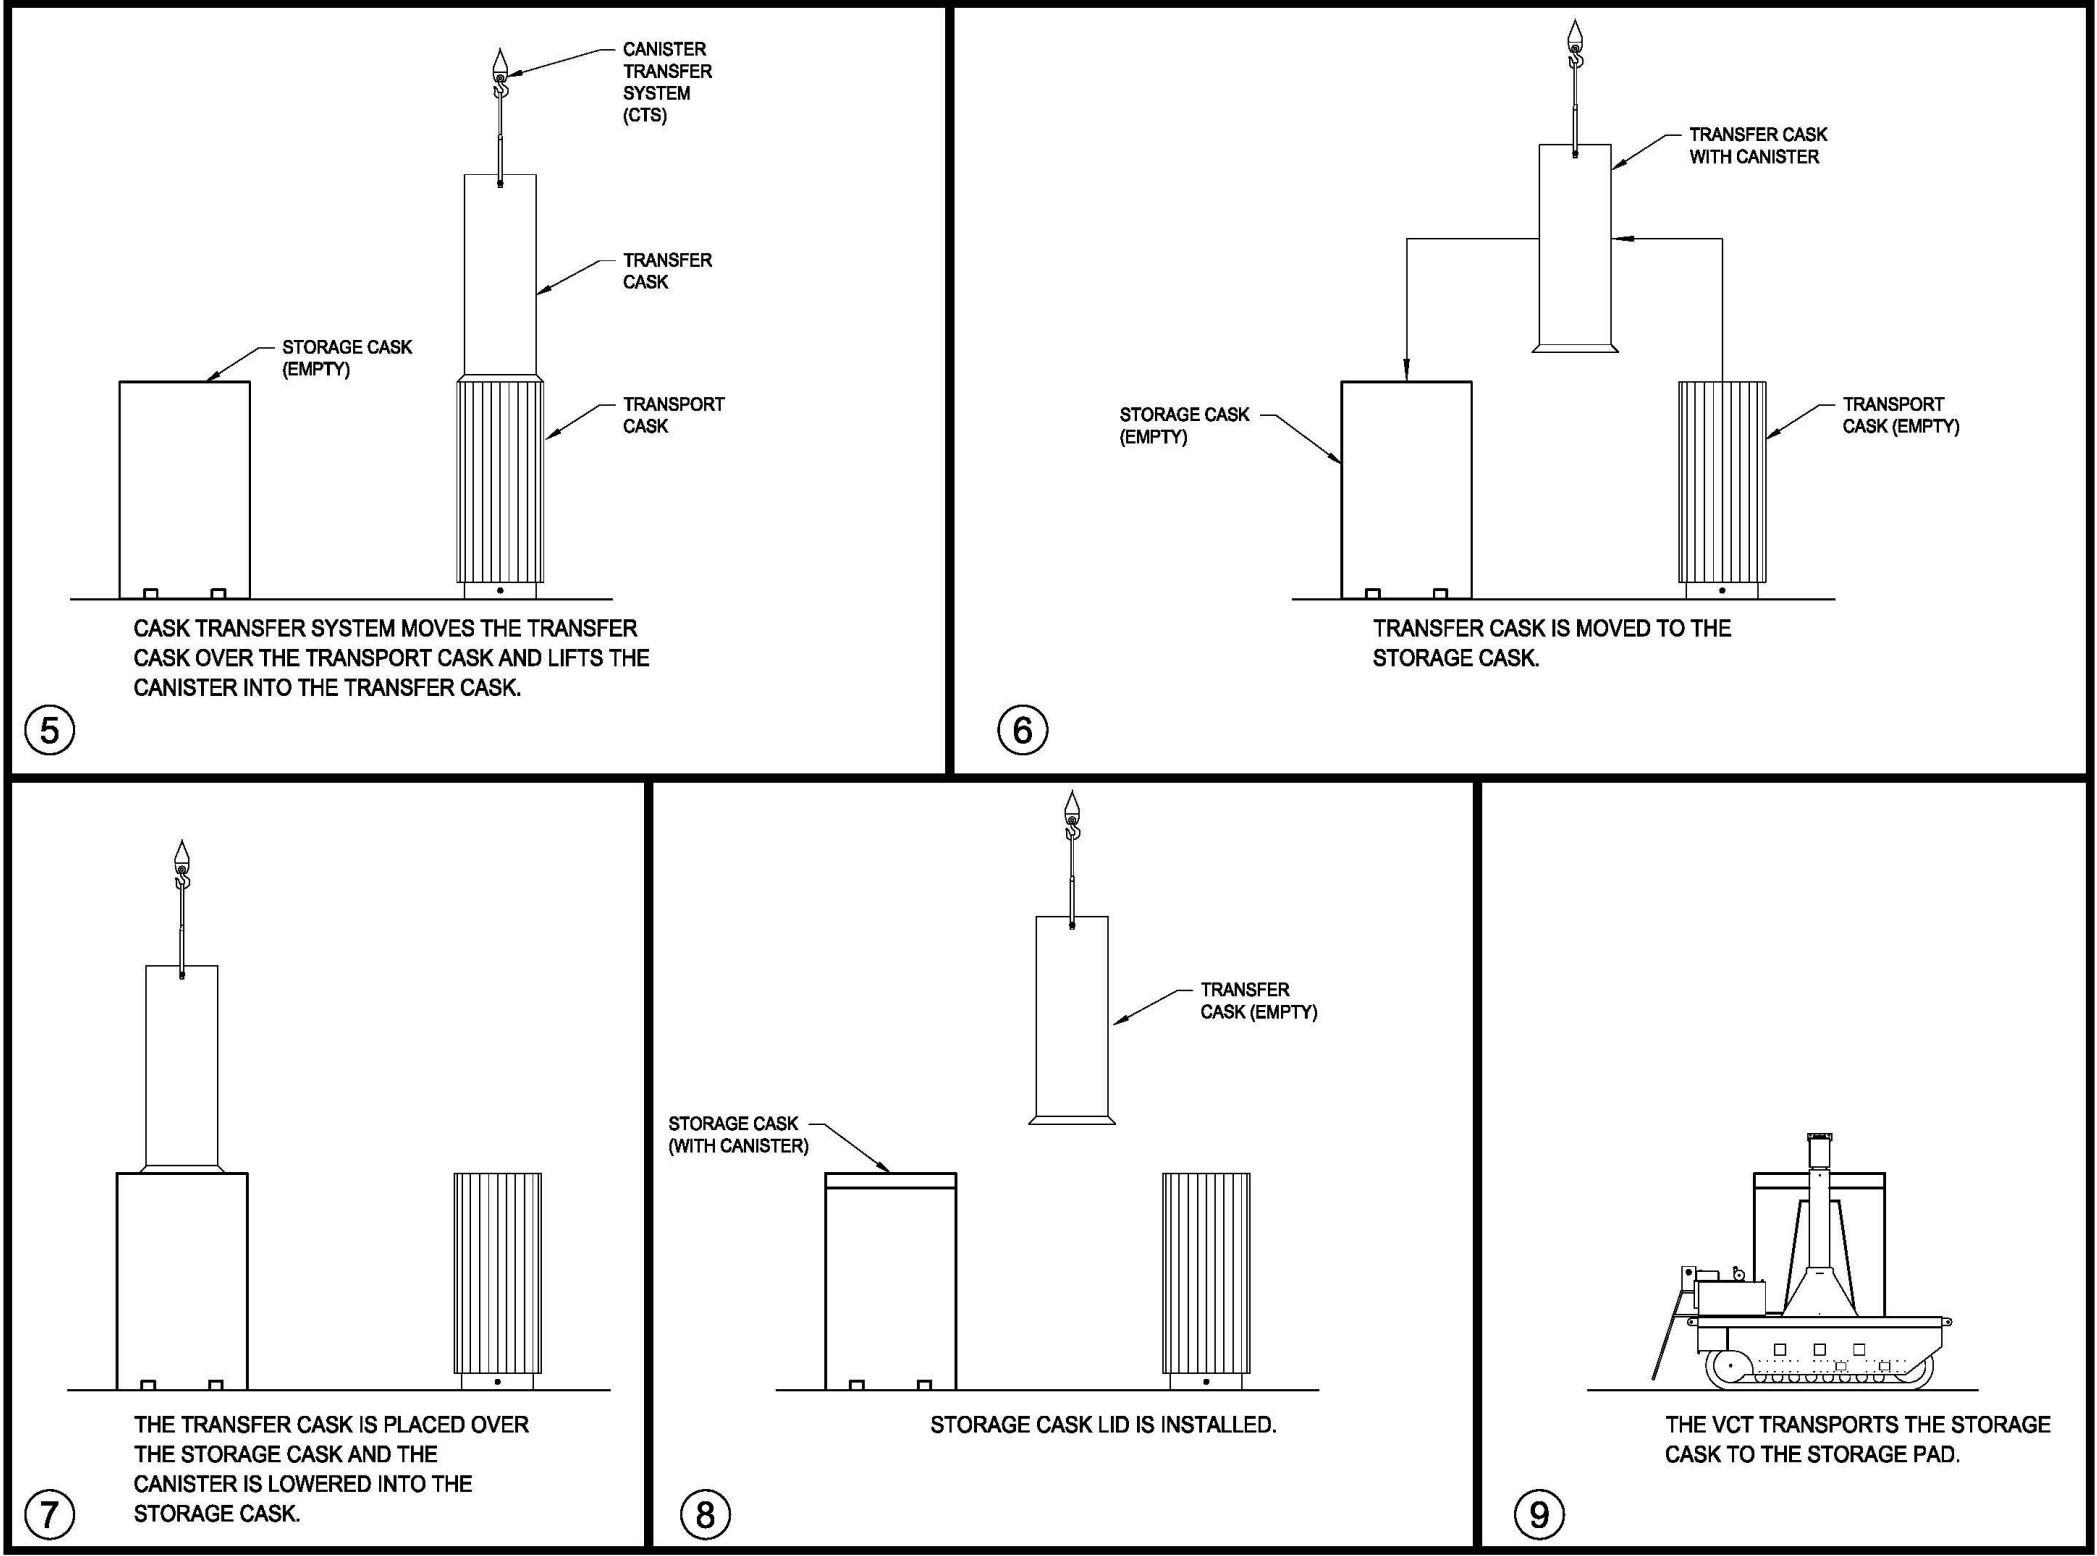 CANISTER
TRANSFER
SYSTEM
(CTS)
TRANSFER
CASK
STORAGE CASK
(EMPTY)
TRANSPORT
CASK
CASK TRANSFER SYSTEM MOVES THE TRANSFER
CASK OVER THE TRANSPORT CASK AND LIFTS THE
CANISTER INTO THE TRANSFER CASK.
5
TRANSFER CASK
WITH CANISTER
STORAGE CASK
(EMPTY)
TRANSPORT
CASK (EMPTY)
TRANSFER CASK IS MOVED TO THE
STORAGE CASK.
6
THE TRANSFER CASK IS PLACED OVER
THE STORAGE CASK AND THE
CANISTER IS LOWERED INTO THE
STORAGE CASK.
7
TRANSFER
CASK (EMPTY)
STORAGE CASK
(WITH CANISTER)
STORAGE CASK LID IS INSTALLED.
8
THE VCT TRANSPORTS THE STORAGE
CASK TO THE STORAGE PAD.
9